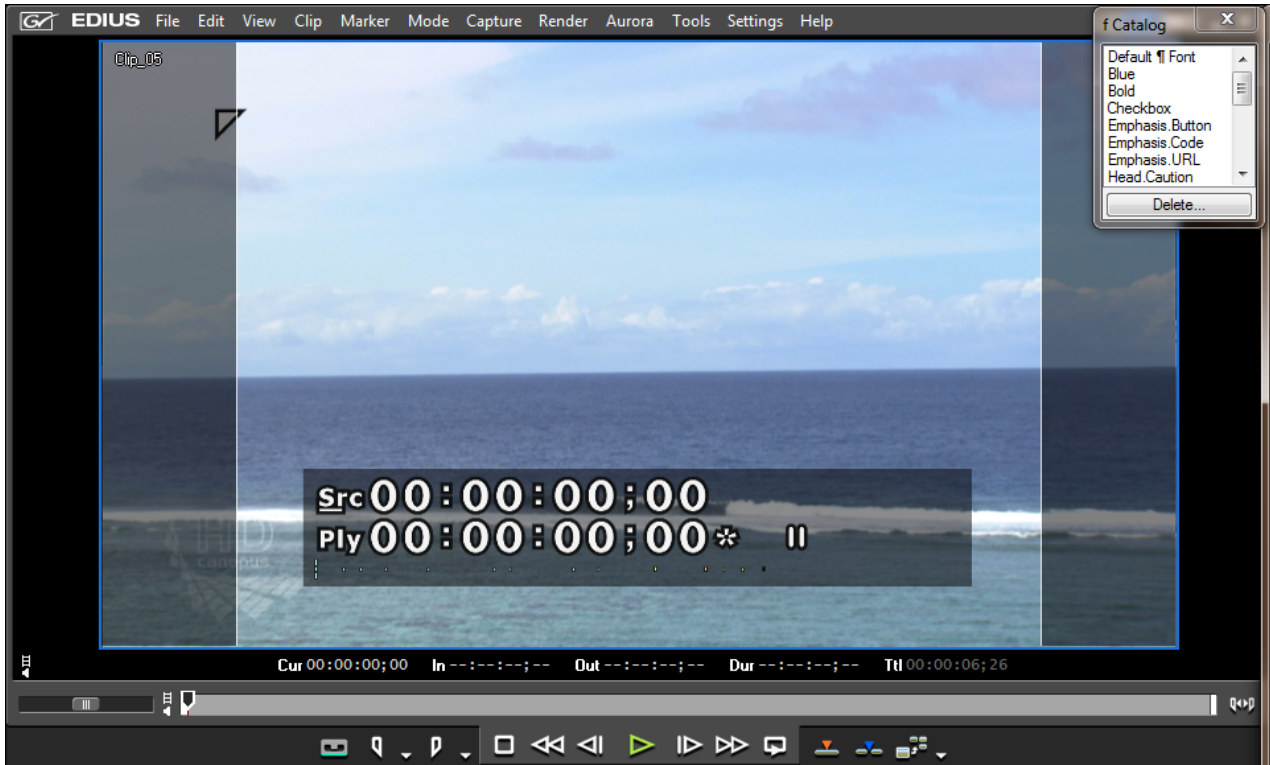 EDIUS File Edit View Clip Marker Mode Capture Render Aurora Tools Settings Help
f Catalog X
Clip_05
Default ¶ Font
Blue
Bold
Checkbox
Emphasis.Button
Emphasis.Code
Emphasis.URL
Head.Caution
Delete...
Src 00:00:00;00
Ply 00:00:00;00 *
HD
canopus
Cur 00:00:00;00 In --:--:--;-- Out --:--:--;-- Dur --:--:--;-- Ttl 00:00:06;26